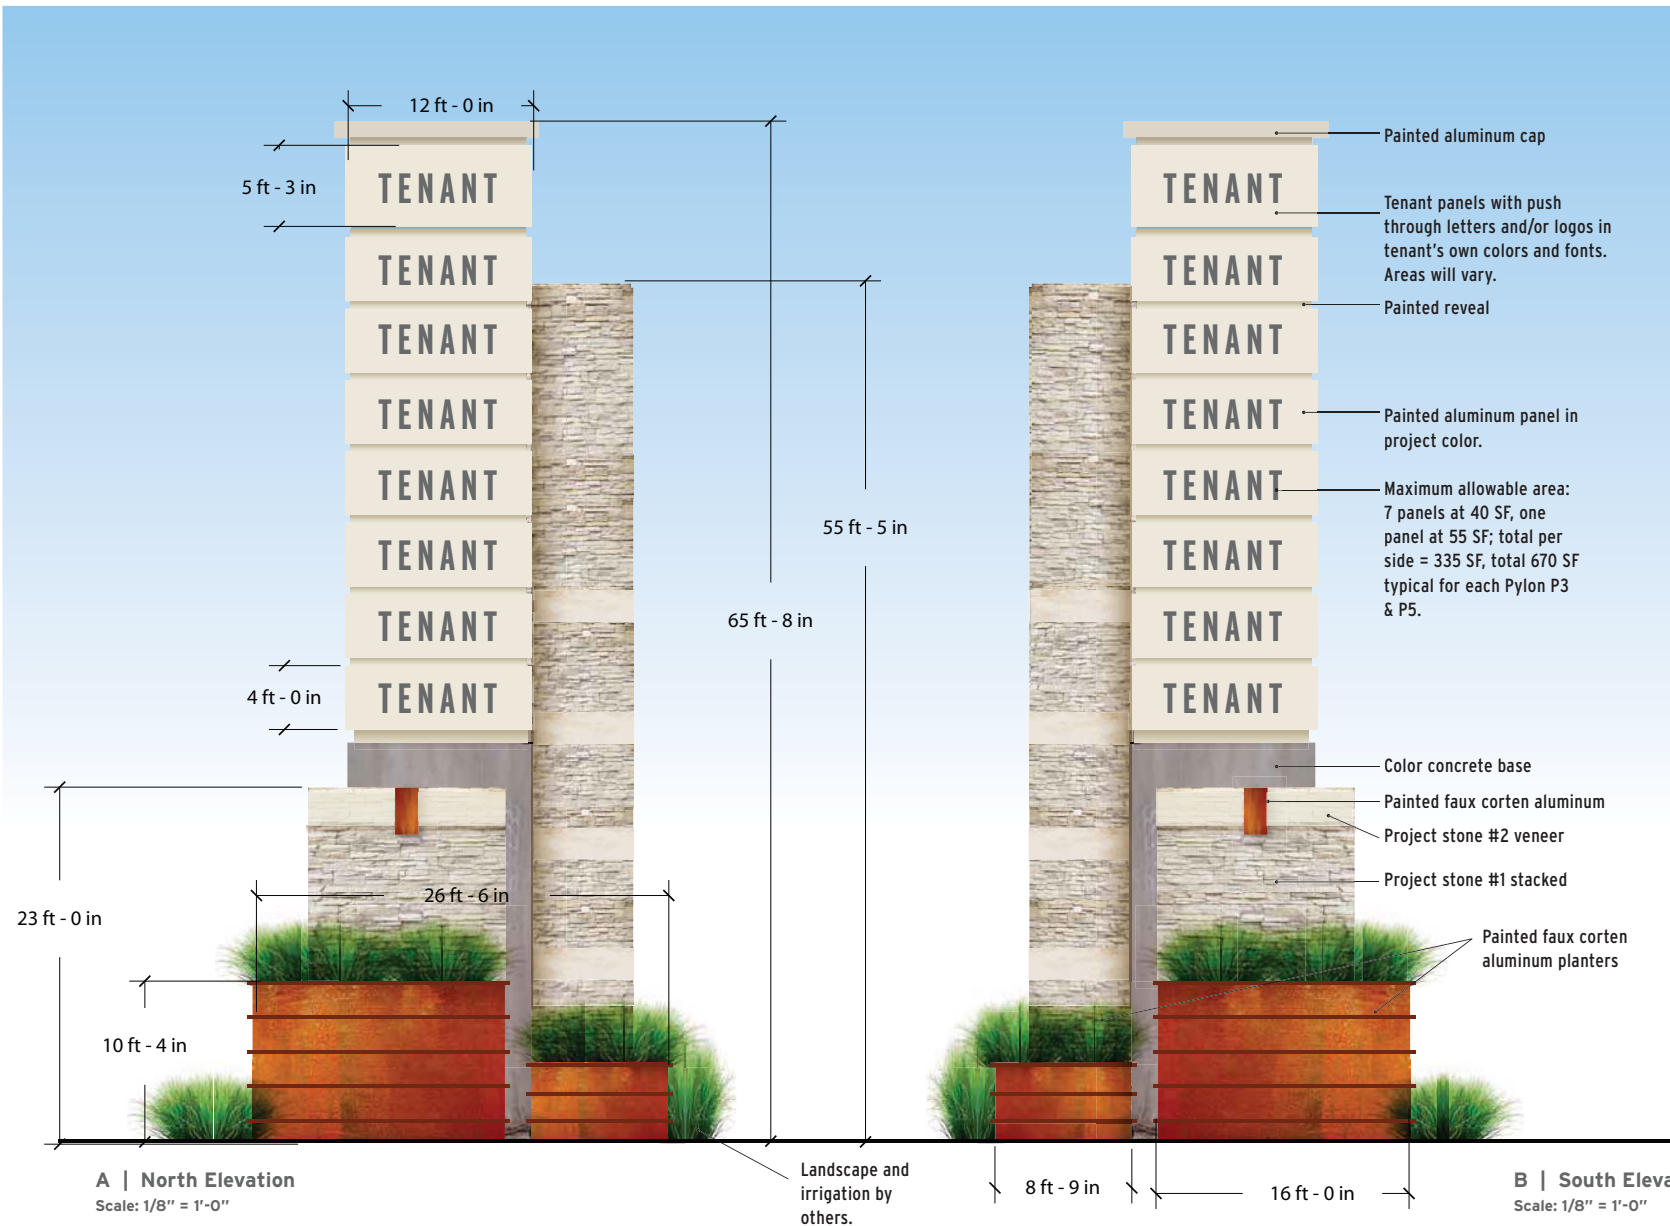 12 ft - 0 in
5 ft - 3 in
TENANT
TENANT
TENANT
TENANT
TENANT
TENANT
TENANT
TENANT
4 ft - 0 in
65 ft - 8 in
55 ft - 5 in
23 ft - 0 in
26 ft - 6 in
10 ft - 4 in
A | North Elevation
Scale: 1/8" = 1'-0"
Landscape and
irrigation by
others.
TENANT
TENANT
TENANT
TENANT
TENANT
TENANT
TENANT
TENANT
Painted aluminum cap
Tenant panels with push
through letters and/or logos in
tenant's own colors and fonts.
Areas will vary.
Painted reveal
Painted aluminum panel in
project color.
Maximum allowable area:
7 panels at 40 SF, one
panel at 55 SF; total per
side = 335 SF, total 670 SF
typical for each Pylon P3
& P5.
Color concrete base
Painted faux corten aluminum
Project stone #2 veneer
Project stone #1 stacked
Painted faux corten
aluminum planters
8 ft - 9 in
16 ft - 0 in
B | South Eleva
Scale: 1/8" = 1'-0"